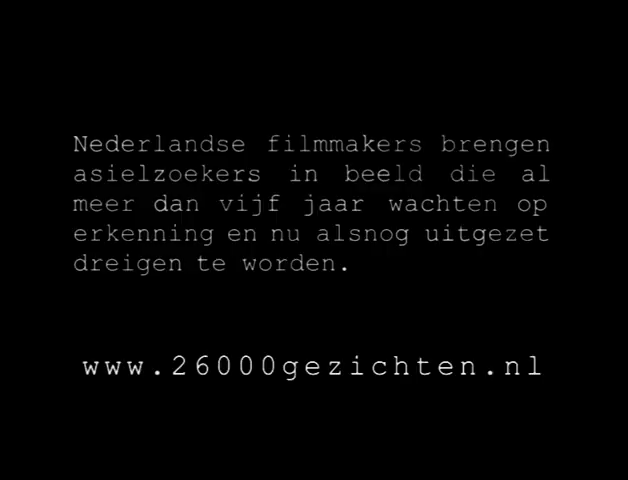 Nederlandse filmmakers brengen
asielzoekers in beeld die al
meer dan vijf jaar wachten op
erkenning en nu alsnog uitgezet
dreigen te worden.
www.26000gezichten.nl